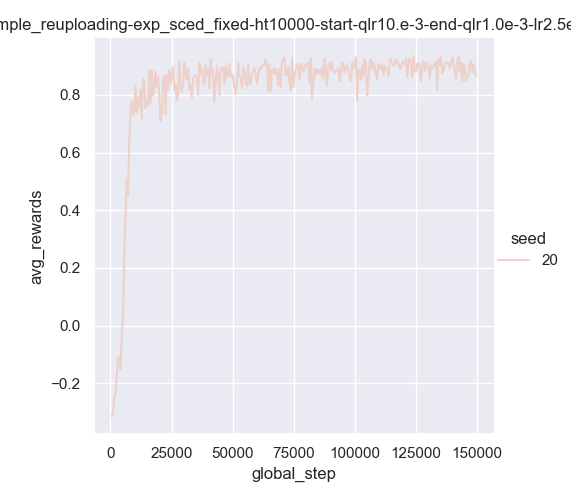 mple_reuploading-exp_sced_fixed-ht10000-start-qlr10.e-3-end-qlr1.0e-3-lr2.5e
0.8
0.6
0.4
0.2
0.0
−0.2
avg_rewards
seed
20
0 25000 50000 75000 100000 125000 150000
global_step